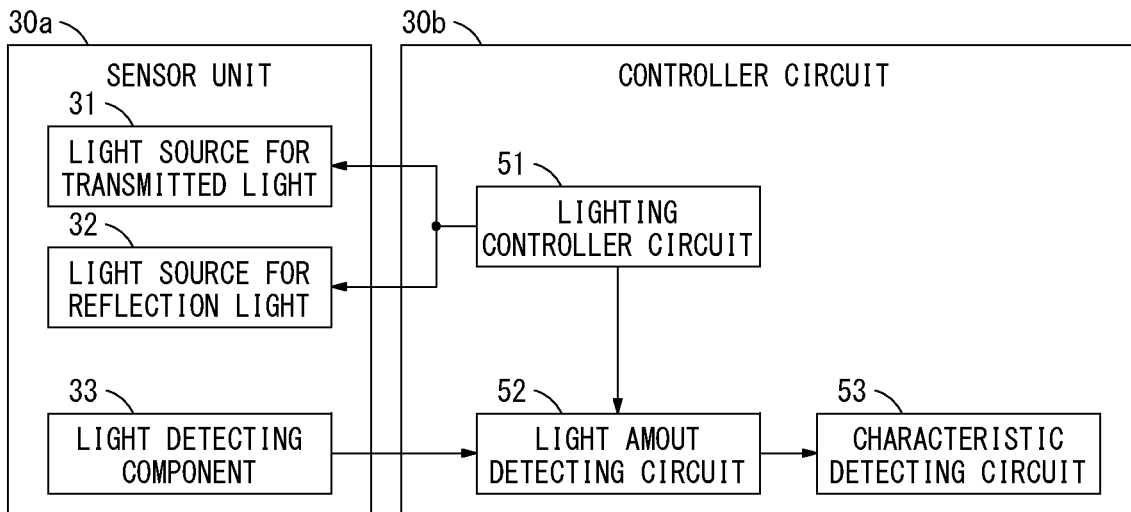 30a
SENSOR UNIT
31
LIGHT SOURCE FOR
TRANSMITTED LIGHT
32
LIGHT SOURCE FOR
REFLECTION LIGHT
33
LIGHT DETECTING
COMPONENT
30b
CONTROLLER CIRCUIT
51
LIGHTING
CONTROLLER CIRCUIT
52
LIGHT AMOUT
DETECTING CIRCUIT
53
CHARACTERISTIC
DETECTING CIRCUIT